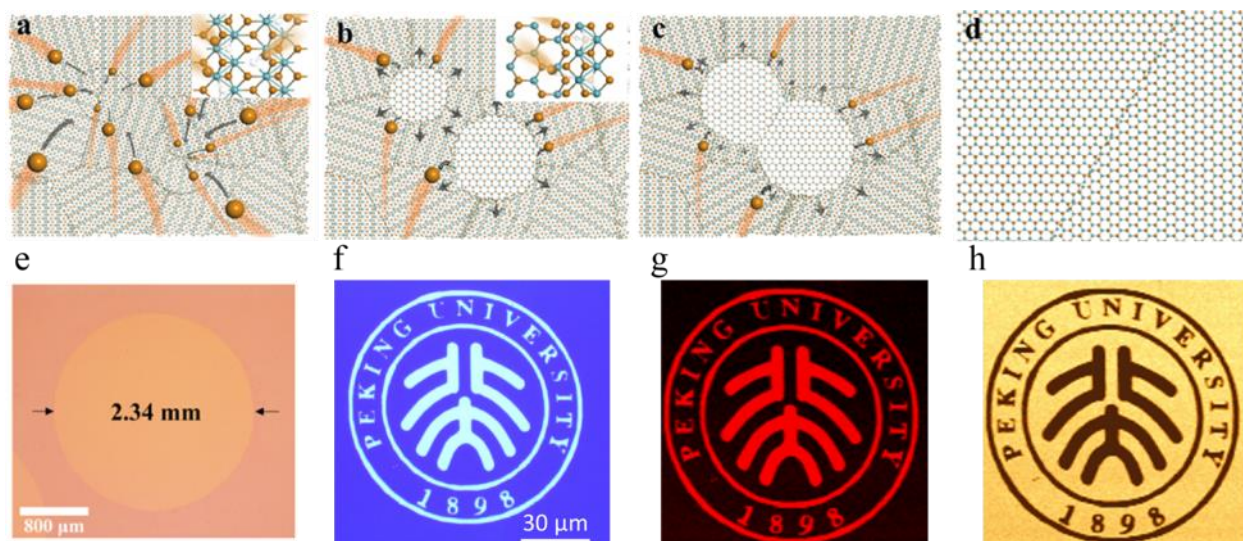 a
b
c
d
e
f
g
h
2.34 mm
800 µm
PEKING UNIVERSITY
1898
30 µm
PEKING UNIVERSITY
1898
PEKING UNIVERSITY
1898